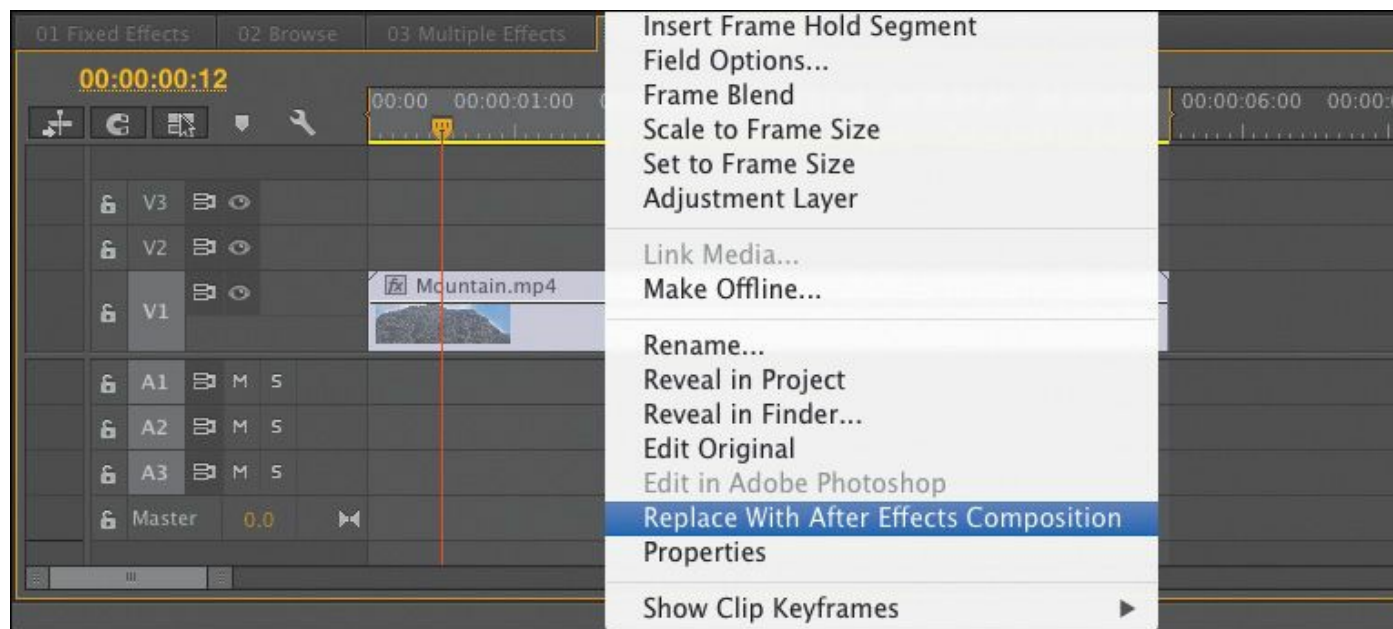 01 Fixed Effects
02 Browse
03 Multiple Effects
00:00:00:12
00:00
00:00:01:00
00:00:06:00
00:00:
V3
V2
V1
fx Mountain.mp4
A1 M S
A2 M S
A3 M S
Master 0.0
Insert Frame Hold Segment
Field Options...
Frame Blend
Scale to Frame Size
Set to Frame Size
Adjustment Layer
Link Media...
Make Offline...
Rename...
Reveal in Project
Reveal in Finder...
Edit Original
Edit in Adobe Photoshop
Replace With After Effects Composition
Properties
Show Clip Keyframes